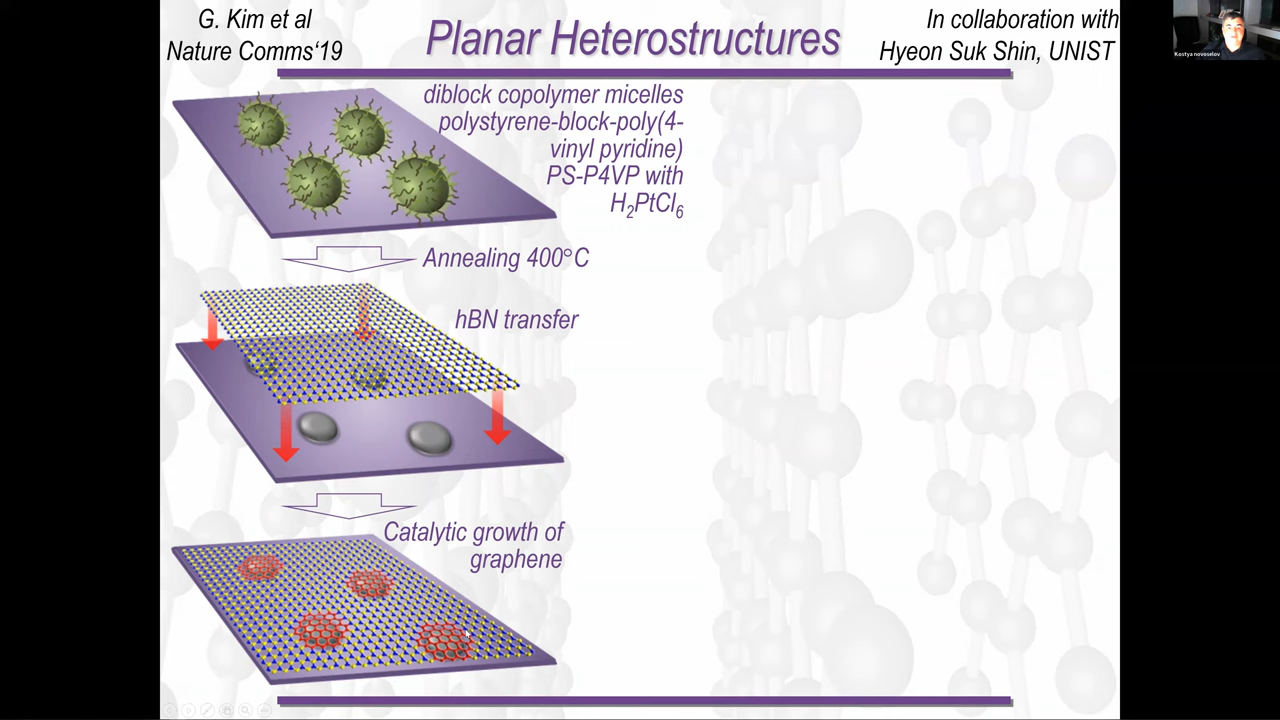 G. Kim et al
Nature Comms‘19
Planar Heterostructures
In collaboration with
Hyeon Suk Shin, UNIST
Kostya novoselov
diblock copolymer micelles
polystyrene-block-poly(4-
vinyl pyridine)
PS-P4VP with
H₂PtCl₆
Annealing 400°C
hBN transfer
Catalytic growth of
graphene